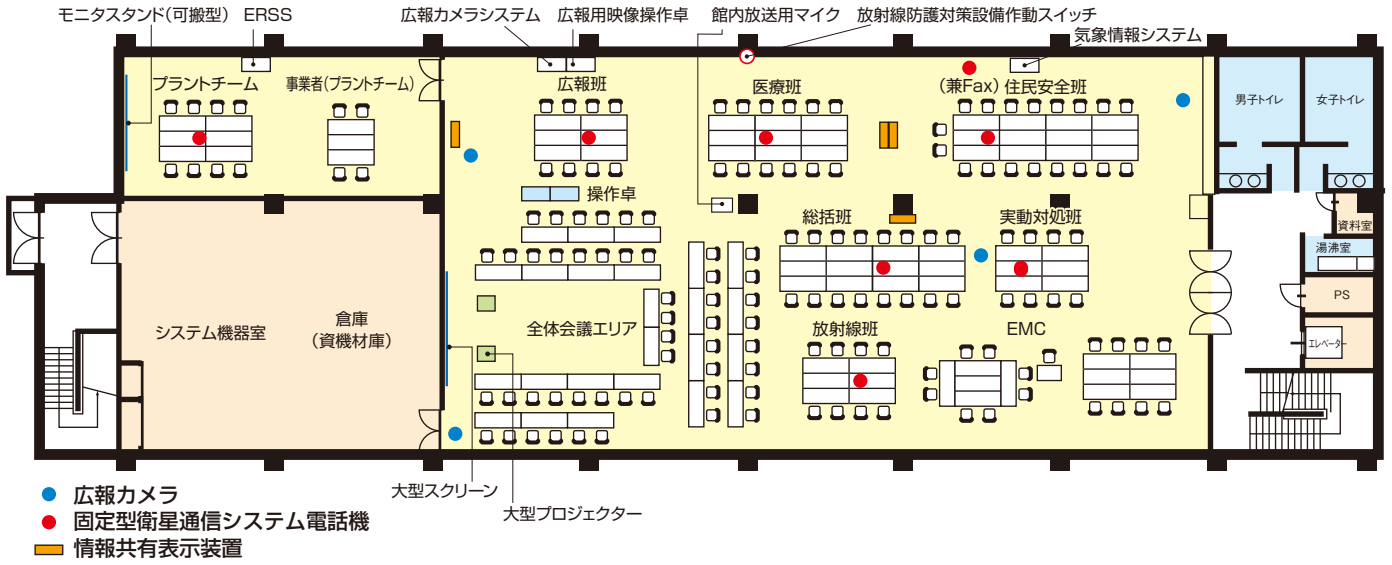 モニタスタンド(可搬型)
ERSS
広報カメラシステム
広報用映像操作卓
館内放送用マイク
放射線防護対策設備作動スイッチ
気象情報システム
プラントチーム
事業者(プラントチーム)
広報班
医療班
(兼Fax)
住民安全班
男子トイレ
女子トイレ
操作卓
総括班
実動対処班
資料室
湯沸室
PS
エレベーター
システム機器室
倉庫
(資機材庫)
全体会議エリア
放射線班
EMC
大型スクリーン
大型プロジェクター
広報カメラ
固定型衛星通信システム電話機
情報共有表示装置